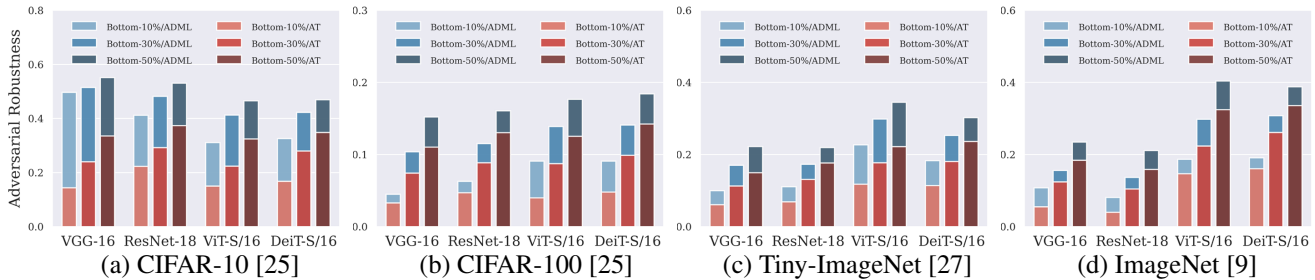 Adversarial Robustness
0.8
0.6
0.4
0.2
0.0
Bottom-10%/ADML
Bottom-30%/ADML
Bottom-50%/ADML
Bottom-10%/AT
Bottom-30%/AT
Bottom-50%/AT
VGG-16 ResNet-18 ViT-S/16 DeiT-S/16
(a) CIFAR-10 [25]
0.3
0.2
0.1
0.0
Bottom-10%/ADML
Bottom-30%/ADML
Bottom-50%/ADML
Bottom-10%/AT
Bottom-30%/AT
Bottom-50%/AT
VGG-16 ResNet-18 ViT-S/16 DeiT-S/16
(b) CIFAR-100 [25]
0.6
0.4
0.2
0.0
Bottom-10%/ADML
Bottom-30%/ADML
Bottom-50%/ADML
Bottom-10%/AT
Bottom-30%/AT
Bottom-50%/AT
VGG-16 ResNet-18 ViT-S/16 DeiT-S/16
(c) Tiny-ImageNet [27]
0.6
0.4
0.2
0.0
Bottom-10%/ADML
Bottom-30%/ADML
Bottom-50%/ADML
Bottom-10%/AT
Bottom-30%/AT
Bottom-50%/AT
VGG-16 ResNet-18 ViT-S/16 DeiT-S/16
(d) ImageNet [9]